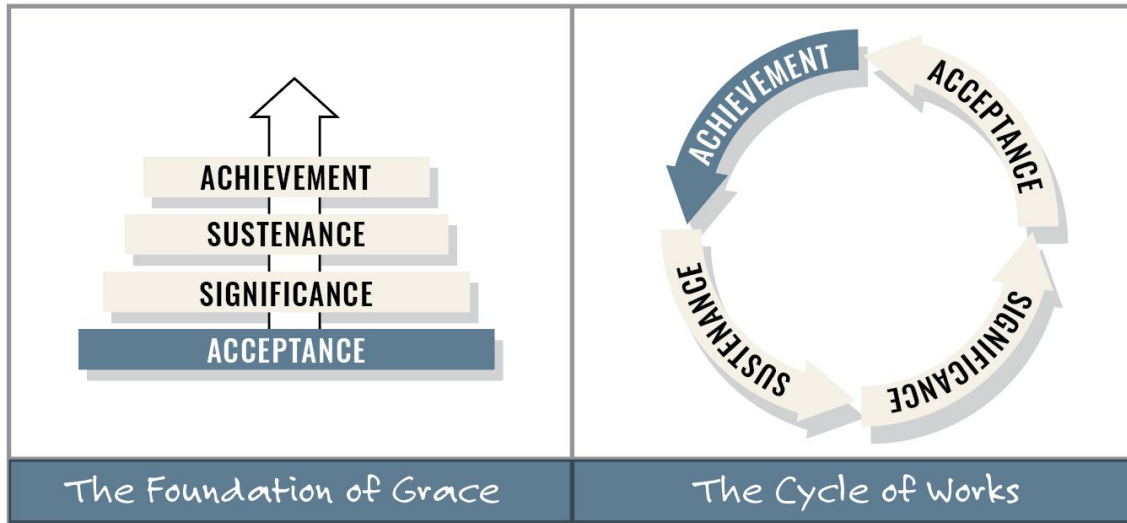 ACHIEVEMENT
SUSTENANCE
SIGNIFICANCE
ACCEPTANCE
The Foundation of Grace
ACHIEVEMENT
SUSTENANCE
SIGNIFICANCE
ACCEPTANCE
The Cycle of Works